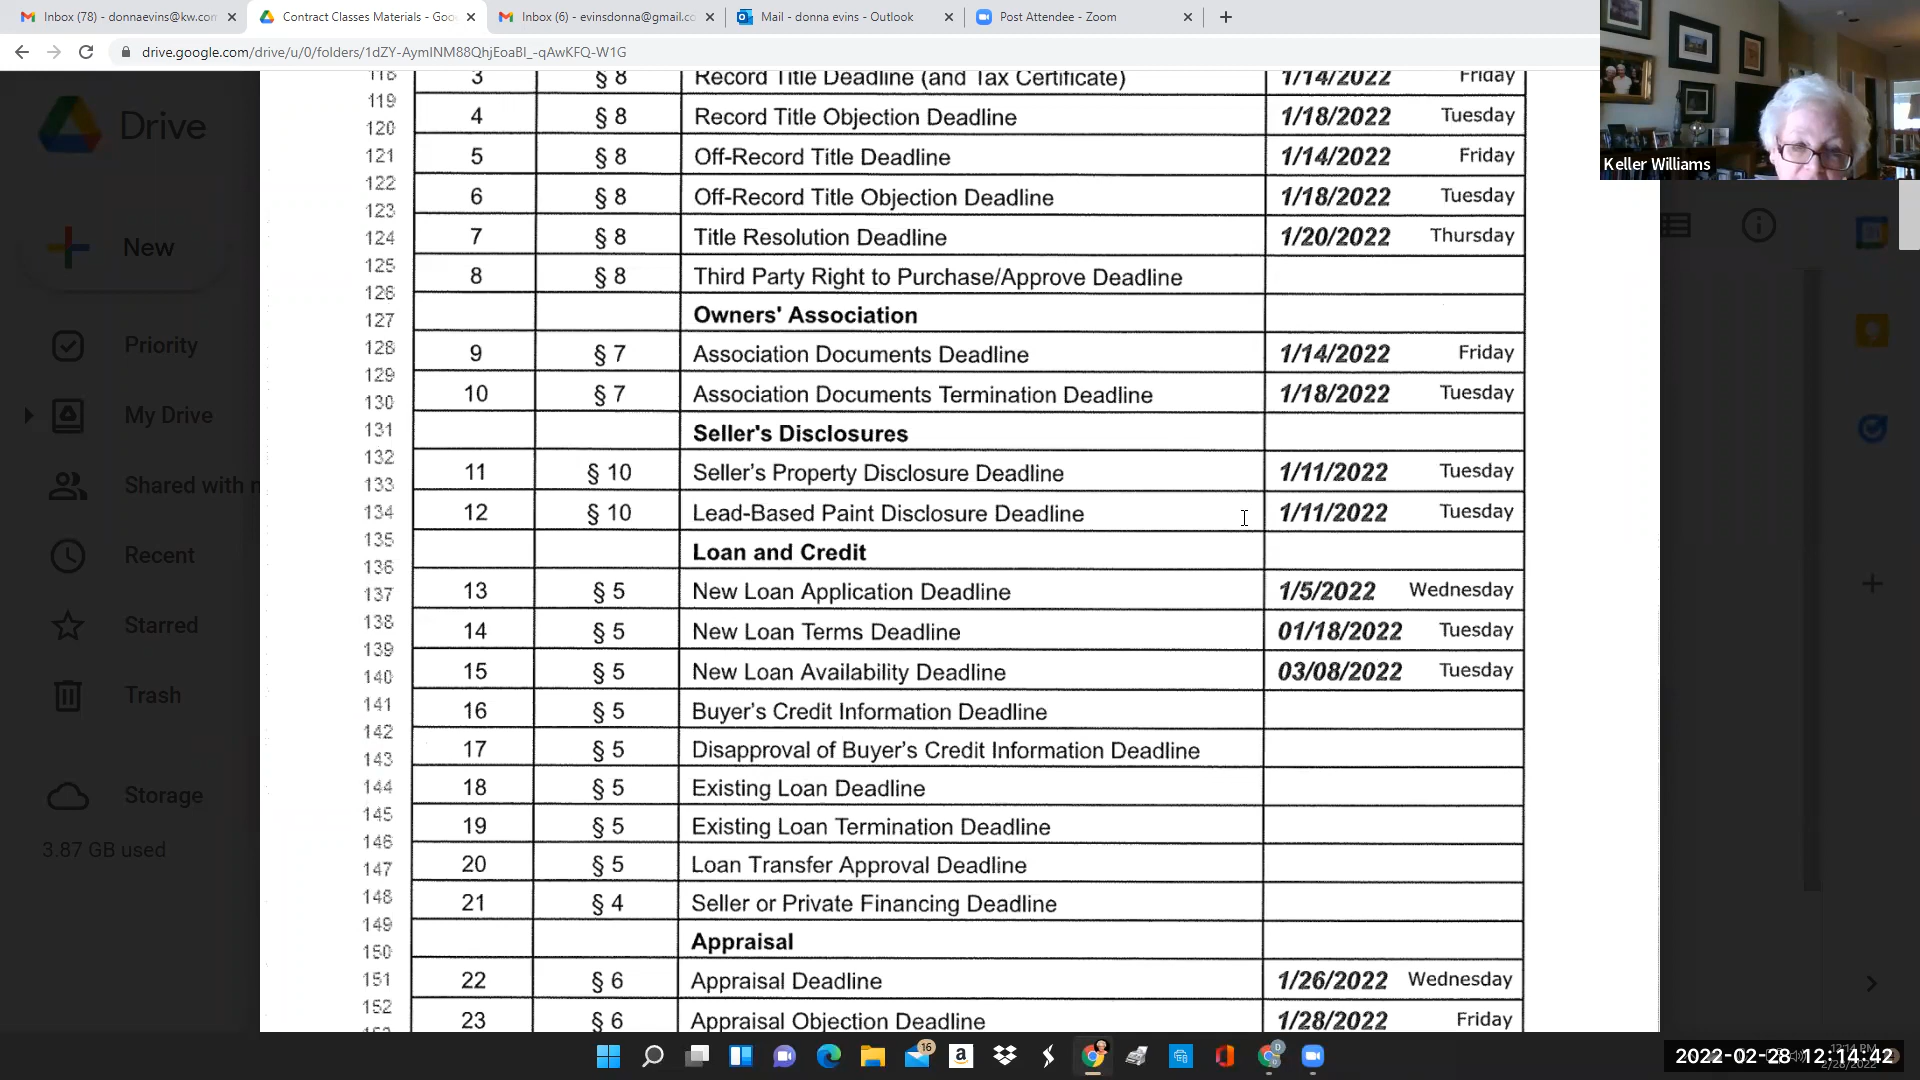 Inbox (78) - donnaevins@kw.com
Contract Classes Materials - Goo
Inbox (6) - evinsdonna@gmail.co
Mail - donna evins - Outlook
Post Attendee - Zoom
drive.google.com/drive/u/0/folders/1dZY-AymINM88QhjEoaBI_-qAwKFQ-W1G
Keller Williams
Drive
New
Priority
My Drive
Shared with
Recent
Starred
Trash
Storage
3.87 GB used
118 3 § 8 Record Title Deadline (and Tax Certificate) 1/14/2022 Friday
119
120 4 § 8 Record Title Objection Deadline 1/18/2022 Tuesday
121 5 § 8 Off-Record Title Deadline 1/14/2022 Friday
122
123 6 § 8 Off-Record Title Objection Deadline 1/18/2022 Tuesday
124 7 § 8 Title Resolution Deadline 1/20/2022 Thursday
125
126 8 § 8 Third Party Right to Purchase/Approve Deadline
127 Owners' Association
128 9 § 7 Association Documents Deadline 1/14/2022 Friday
129
130 10 § 7 Association Documents Termination Deadline 1/18/2022 Tuesday
131 Seller's Disclosures
132
133 11 § 10 Seller's Property Disclosure Deadline 1/11/2022 Tuesday
134 12 § 10 Lead-Based Paint Disclosure Deadline 1/11/2022 Tuesday
135
136 Loan and Credit
137 13 § 5 New Loan Application Deadline 1/5/2022 Wednesday
138
139 14 § 5 New Loan Terms Deadline 01/18/2022 Tuesday
140 15 § 5 New Loan Availability Deadline 03/08/2022 Tuesday
141 16 § 5 Buyer's Credit Information Deadline
142
143 17 § 5 Disapproval of Buyer's Credit Information Deadline
144 18 § 5 Existing Loan Deadline
145
146 19 § 5 Existing Loan Termination Deadline
147 20 § 5 Loan Transfer Approval Deadline
148 21 § 4 Seller or Private Financing Deadline
149
150 Appraisal
151 22 § 6 Appraisal Deadline 1/26/2022 Wednesday
152
23 § 6 Appraisal Objection Deadline 1/28/2022 Friday
16
2022-02-28 12:14:42